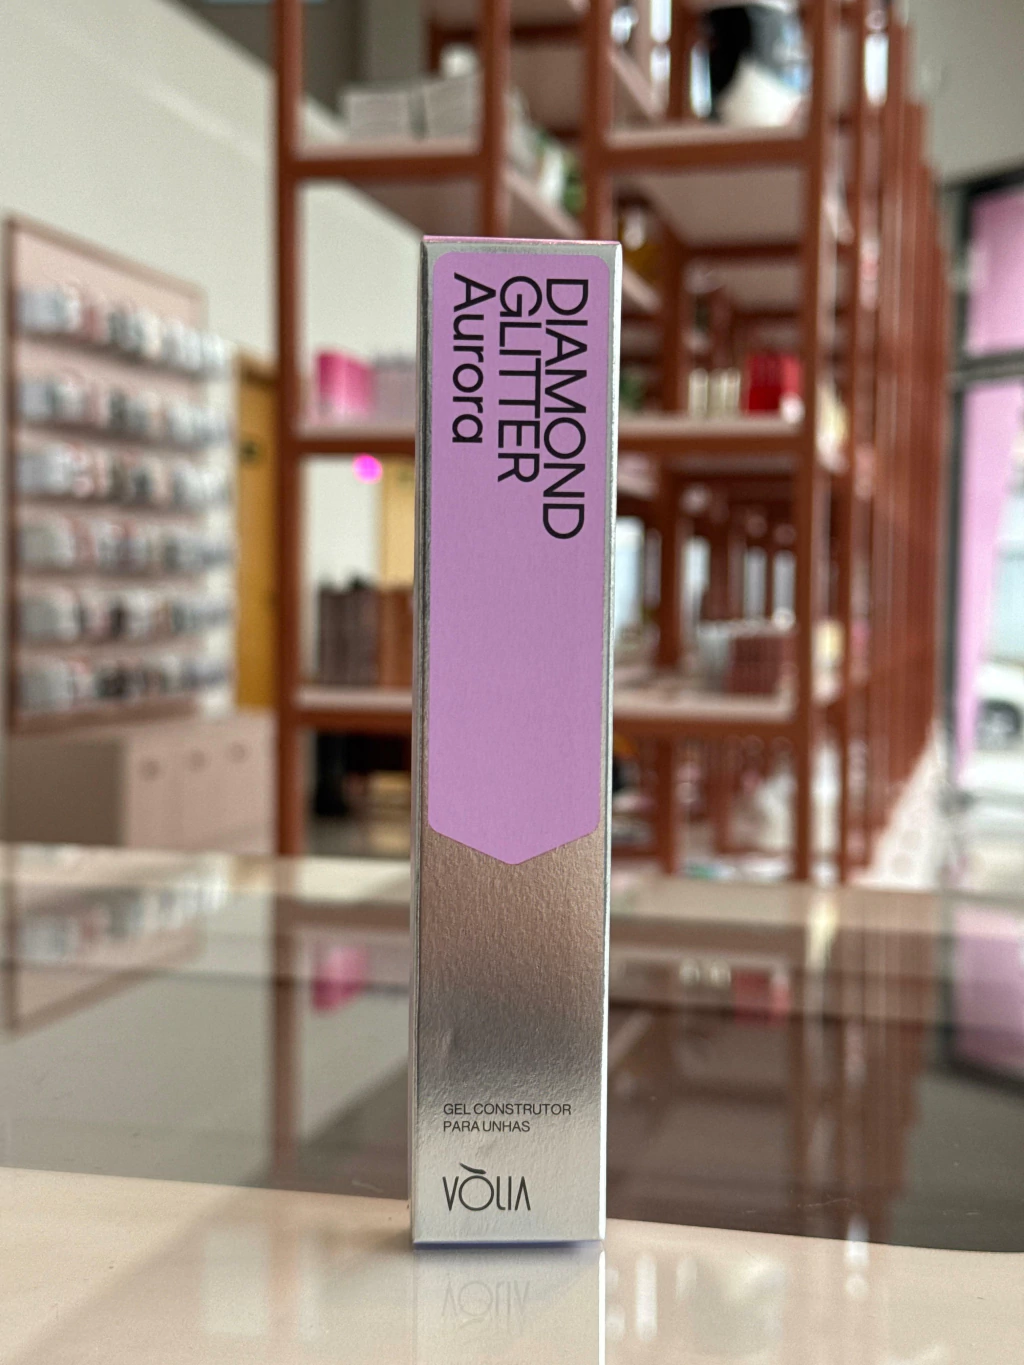 DIAMOND
GLITTER
Aurora
GEL CONSTRUTOR
PARA UNHAS
VÒLIA